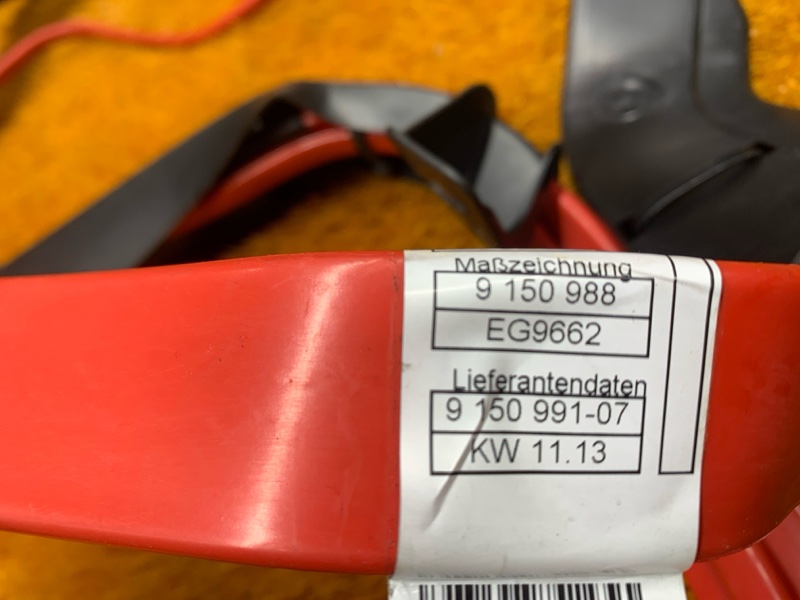 Maßzeichnung
9 150 988
EG9662
Lieferantendaten
9 150 991-07
KW 11.13